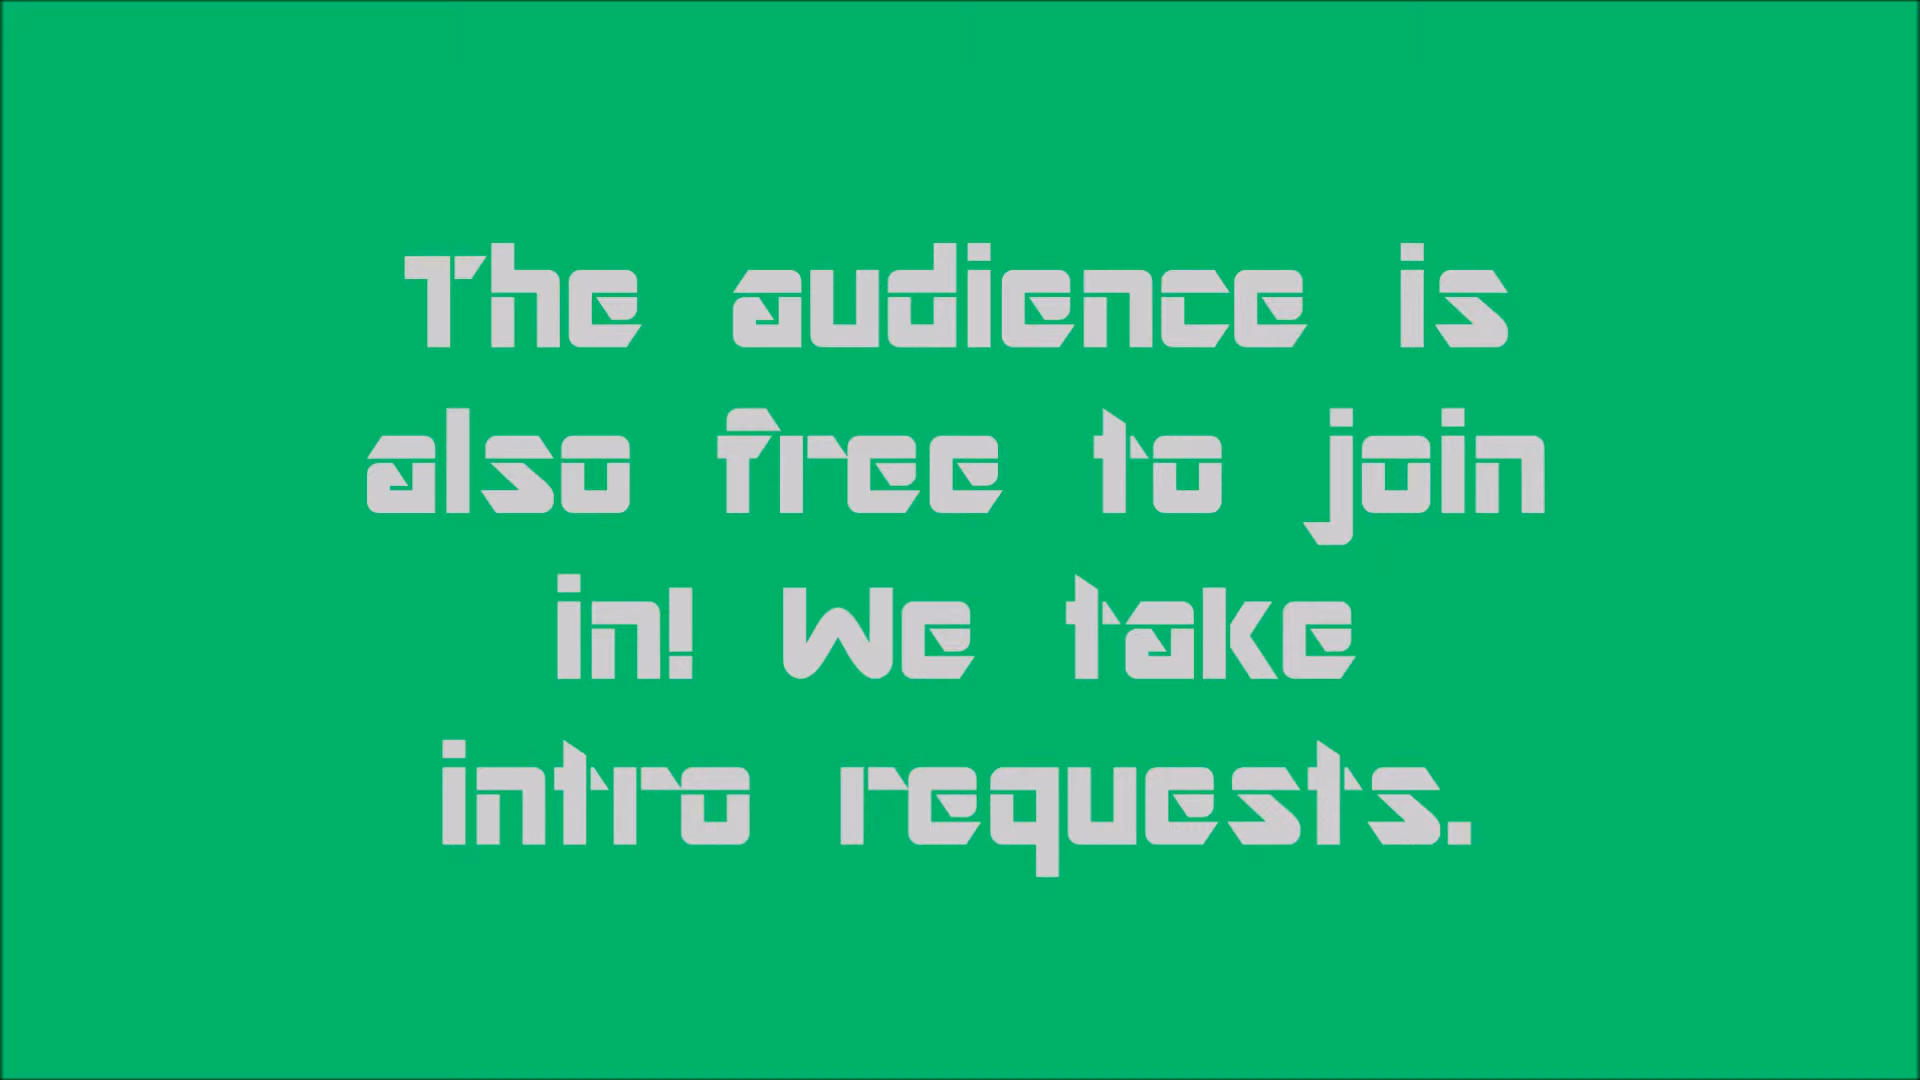 The audience is
also free to join
in! We take
intro requests.